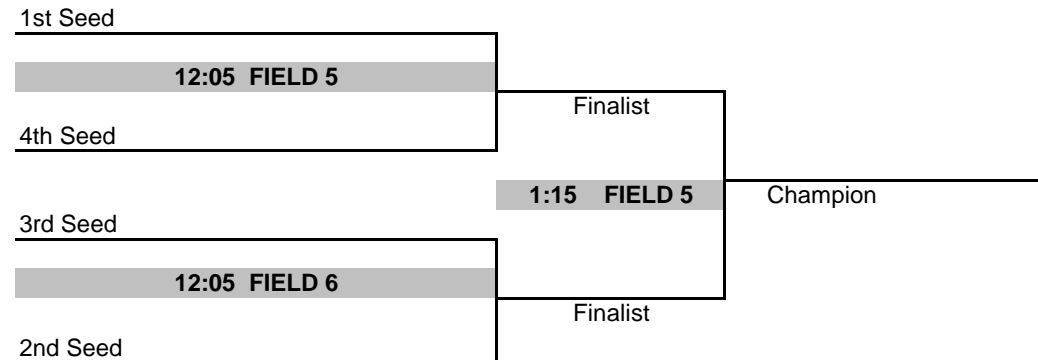 1st Seed
12:05 FIELD 5
Finalist
4th Seed
1:15 FIELD 5
Champion
3rd Seed
12:05 FIELD 6
Finalist
2nd Seed